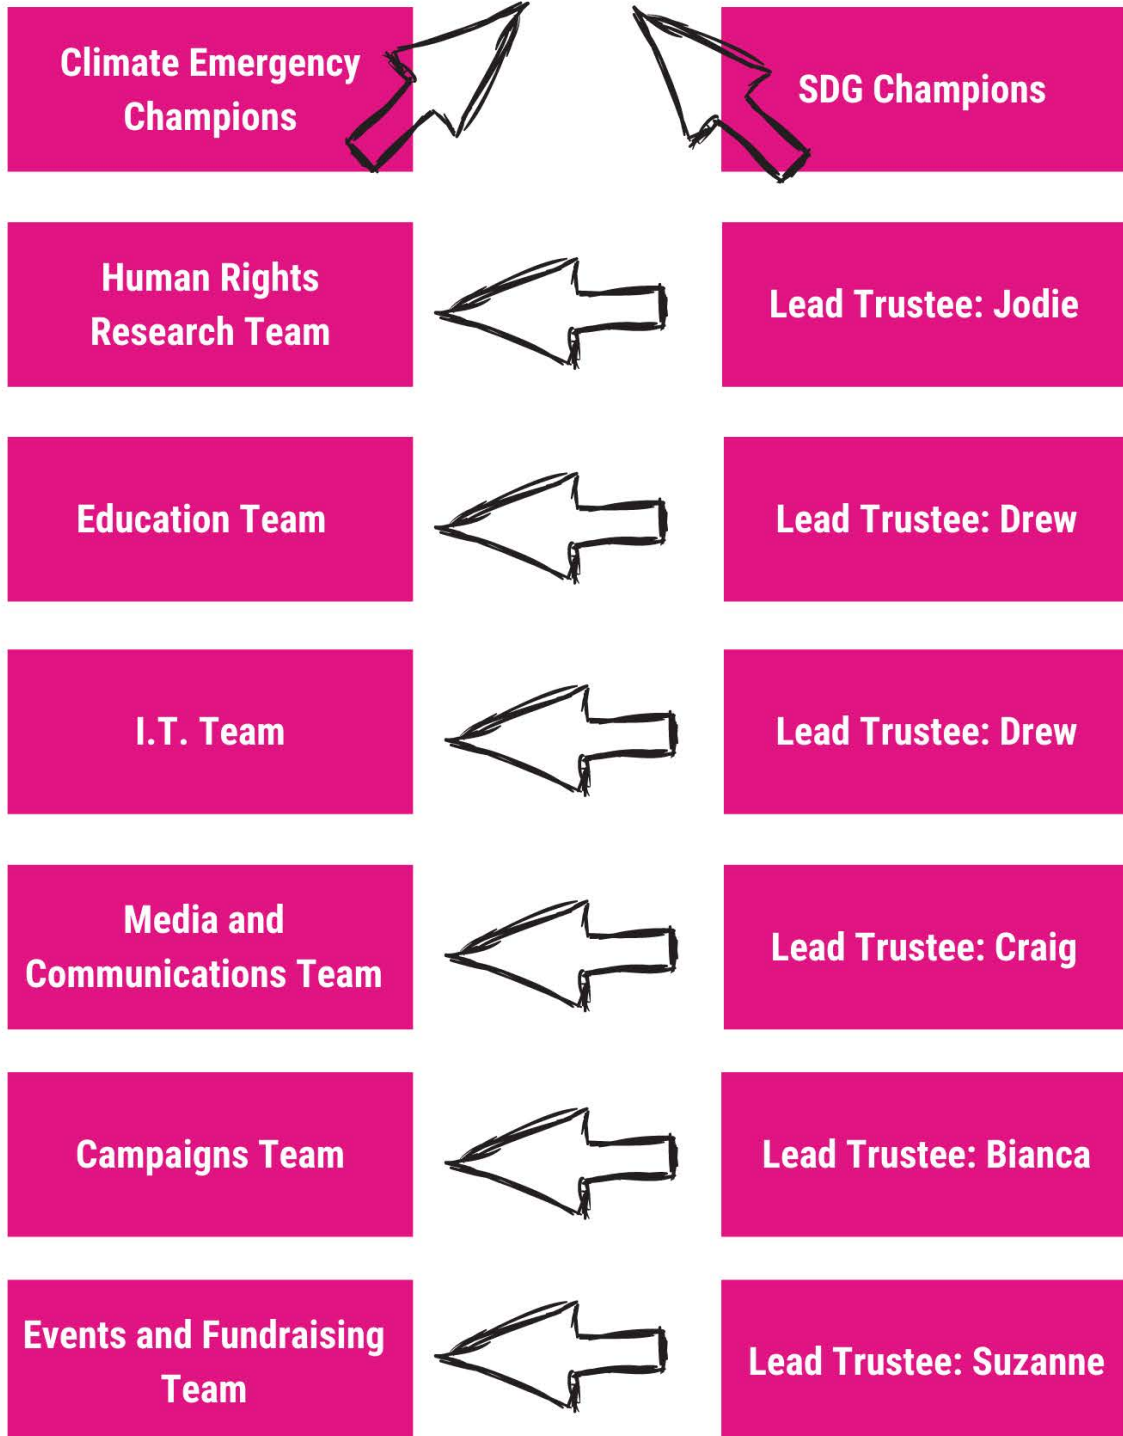 Climate Emergency
Champions
SDG Champions
Human Rights
Research Team
Lead Trustee: Jodie
Education Team
Lead Trustee: Drew
I.T. Team
Lead Trustee: Drew
Media and
Communications Team
Lead Trustee: Craig
Campaigns Team
Lead Trustee: Bianca
Events and Fundraising
Team
Lead Trustee: Suzanne